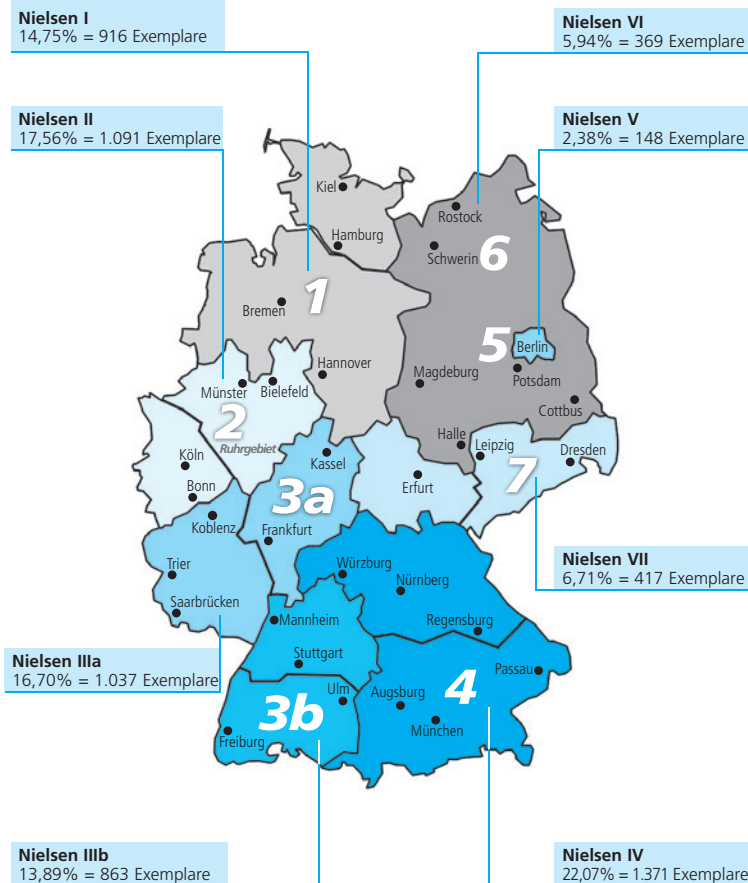 Nielsen I
14,75% = 916 Exemplare
Nielsen VI
5,94% = 369 Exemplare
Nielsen II
17,56% = 1.091 Exemplare
Nielsen V
2,38% = 148 Exemplare
Kiel
Rostock
Hamburg
Schwerin
6
1
Bremen
5
Berlin
Hannover
Magdeburg
Potsdam
Münster
Bielefeld
Cottbus
2
Ruhrgebiet
Halle
Leipzig
Dresden
Köln
Kassel
7
Bonn
3a
Erfurt
Koblenz
Frankfurt
Trier
Würzburg
Nürnberg
Nielsen VII
6,71% = 417 Exemplare
Saarbrücken
Mannheim
Regensburg
Nielsen IIIa
16,70% = 1.037 Exemplare
Stuttgart
Passau
Ulm
Augsburg
4
3b
München
Freiburg
Nielsen IIIb
13,89% = 863 Exemplare
Nielsen IV
22,07% = 1.371 Exemplare